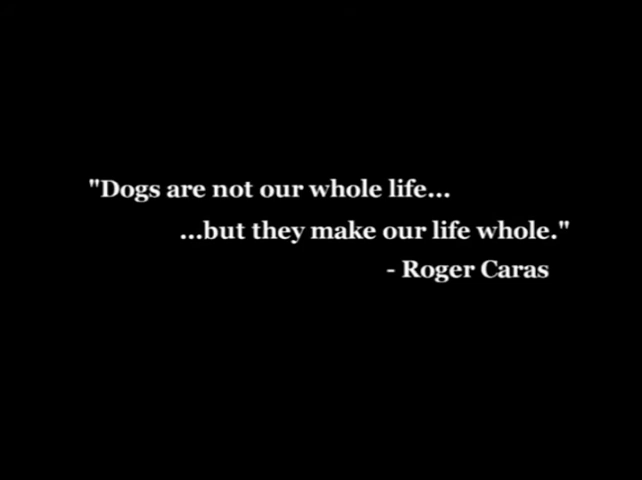 "Dogs are not our whole life...
...but they make our life whole."
- Roger Caras